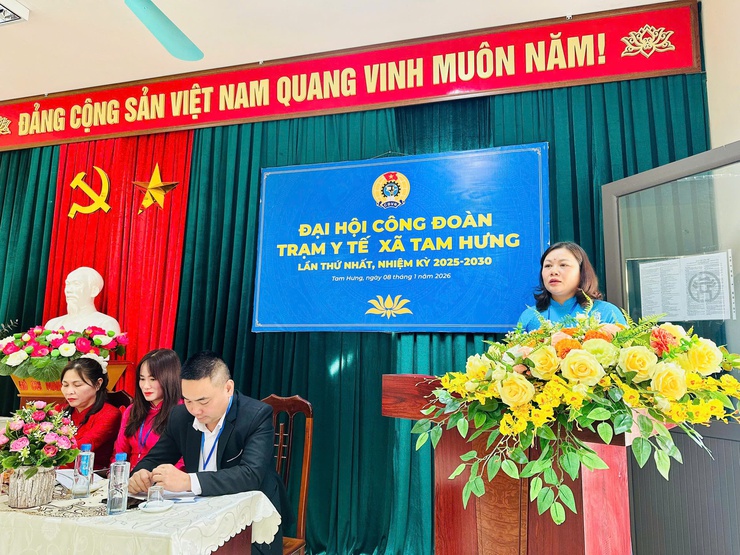 ĐẢNG CỘNG SẢN VIỆT NAM QUANG VINH MUÔN NĂM!
ĐẠI HỘI CÔNG ĐOÀN
TRẠM Y TẾ XÃ TAM HƯNG
LẦN THỨ NHẤT, NHIỆM KỲ 2025-2030
Tam Hưng, ngày 08 tháng 1 năm 2026